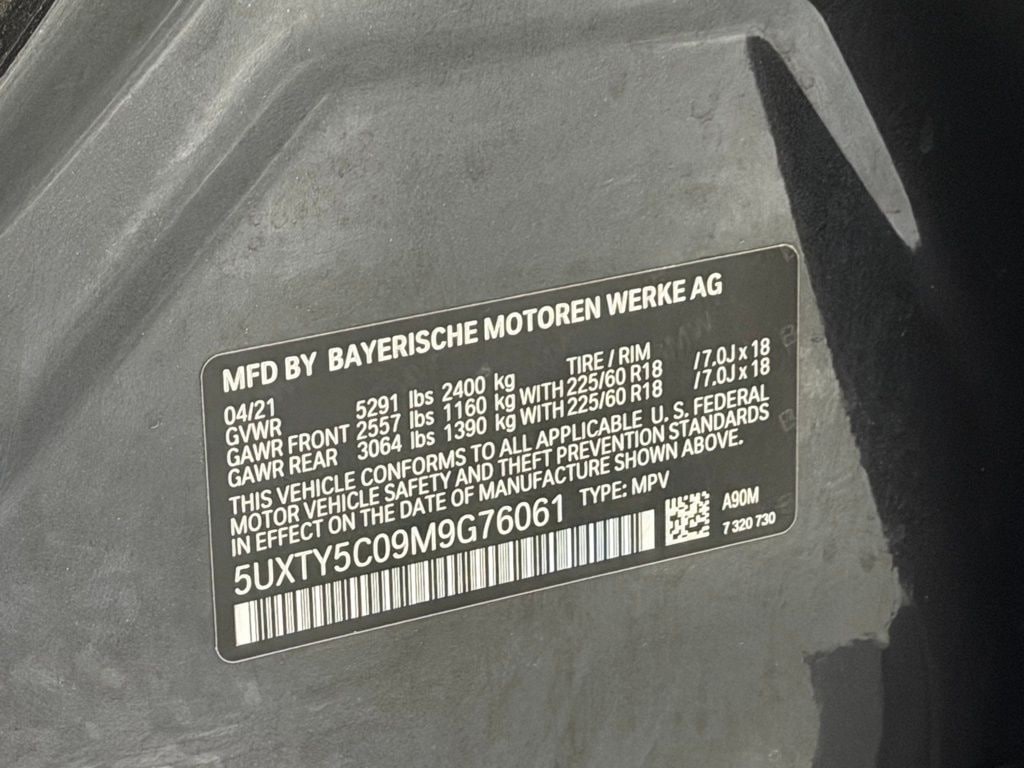 MFD BY BAYERISCHE MOTOREN WERKE AG
04/21 TIRE / RIM
GVWR 5291 lbs 2400 kg
GAWR FRONT 2557 lbs 1160 kg WITH 225/60 R18 /7.0J x 18
GAWR REAR 3064 lbs 1390 kg WITH 225/60 R18 /7.0J x 18
THIS VEHICLE CONFORMS TO ALL APPLICABLE U. S. FEDERAL
MOTOR VEHICLE SAFETY AND THEFT PREVENTION STANDARDS
IN EFFECT ON THE DATE OF MANUFACTURE SHOWN ABOVE.
5UXTY5C09M9G76061 TYPE: MPV
A90M
7 320 730